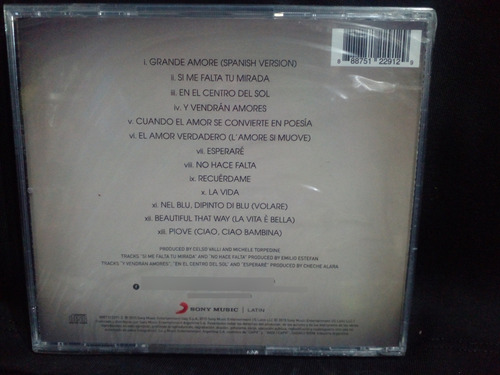 8 88751 22912 9
i. GRANDE AMORE (SPANISH VERSION)
ii. SI ME FALTA TU MIRADA
iii. EN EL CENTRO DEL SOL
iv. Y VENDRÁN AMORES
v. CUANDO EL AMOR SE CONVIERTE EN POESÍA
vi. EL AMOR VERDADERO (L'AMORE SI MUOVE)
vii. ESPERARÉ
viii. NO HACE FALTA
ix. RECUÉRDAME
x. LA VIDA
xi. NEL BLU, DIPINTO DI BLU (VOLARE)
xii. BEAUTIFUL THAT WAY (LA VITA È BELLA)
xiii. PIOVE (CIAO, CIAO BAMBINA)
PRODUCED BY CELSO VALLI AND MICHELE TORPEDINE
TRACKS "SI ME FALTA TU MIRADA" AND "NO HACE FALTA" PRODUCED BY EMILIO ESTEFAN
TRACKS "Y VENDRÁN AMORES", "EN EL CENTRO DEL SOL" AND "ESPERARÉ" PRODUCED BY CHECHE ALARA
SONY MUSIC | LATIN